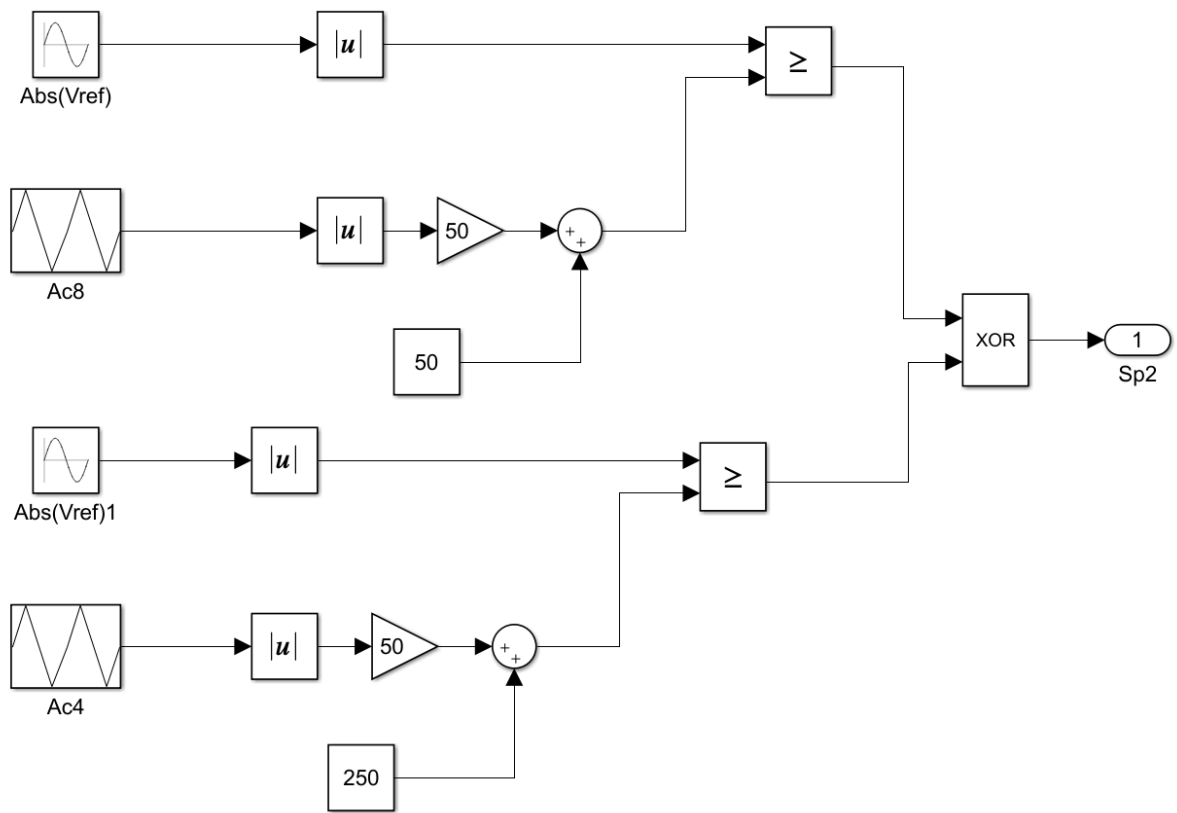 |u|
≥
Abs(Vref)
|u|
50
+
+
Ac8
50
XOR
1
Sp2
|u|
≥
Abs(Vref)1
|u|
50
+
+
Ac4
250